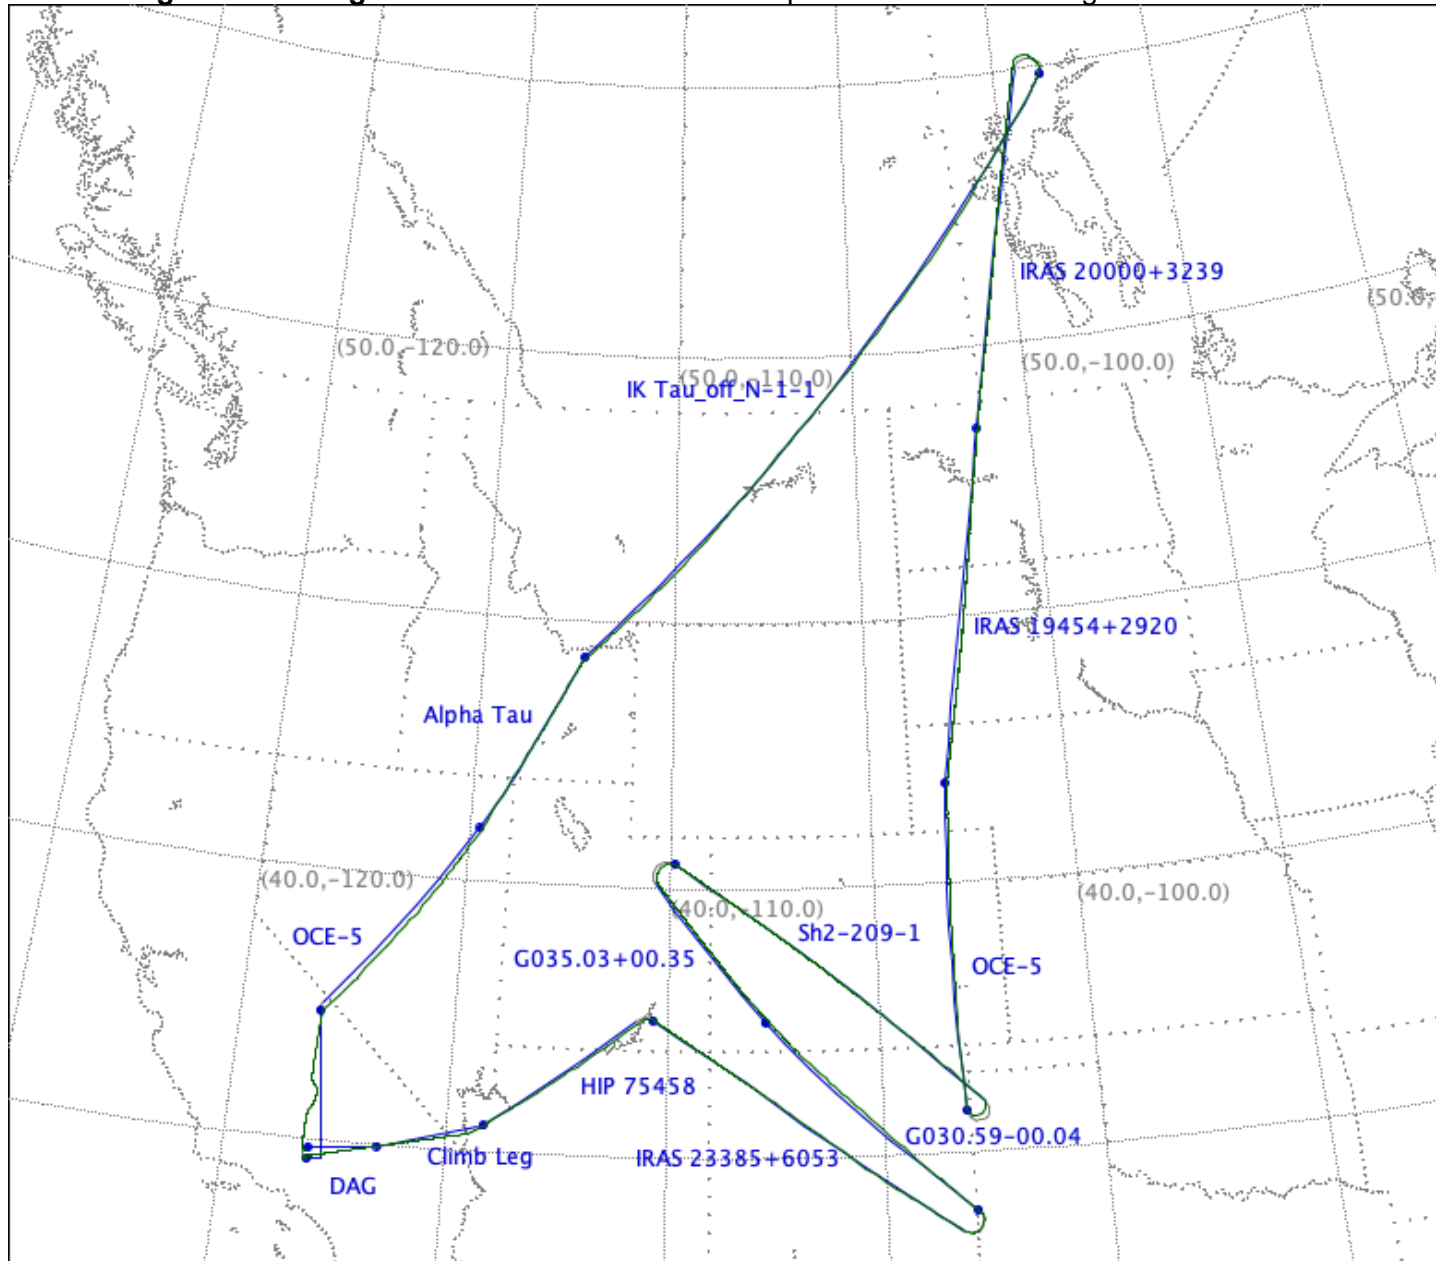 IRAS 20000+3239
(50.0,
(50.0,-120.0)
(50.0,-110.0)
(50.0,-100.0)
IK Tau_off_N-1-1
IRAS 19454+2920
Alpha Tau
(40.0,-120.0)
(40.0,-110.0)
(40.0,-100.0)
OCE-5
Sh2-209-1
G035.03+00.35
OCE-5
HIP 75458
G030.59-00.04
Climb Leg
IRAS 23385+6053
DAG